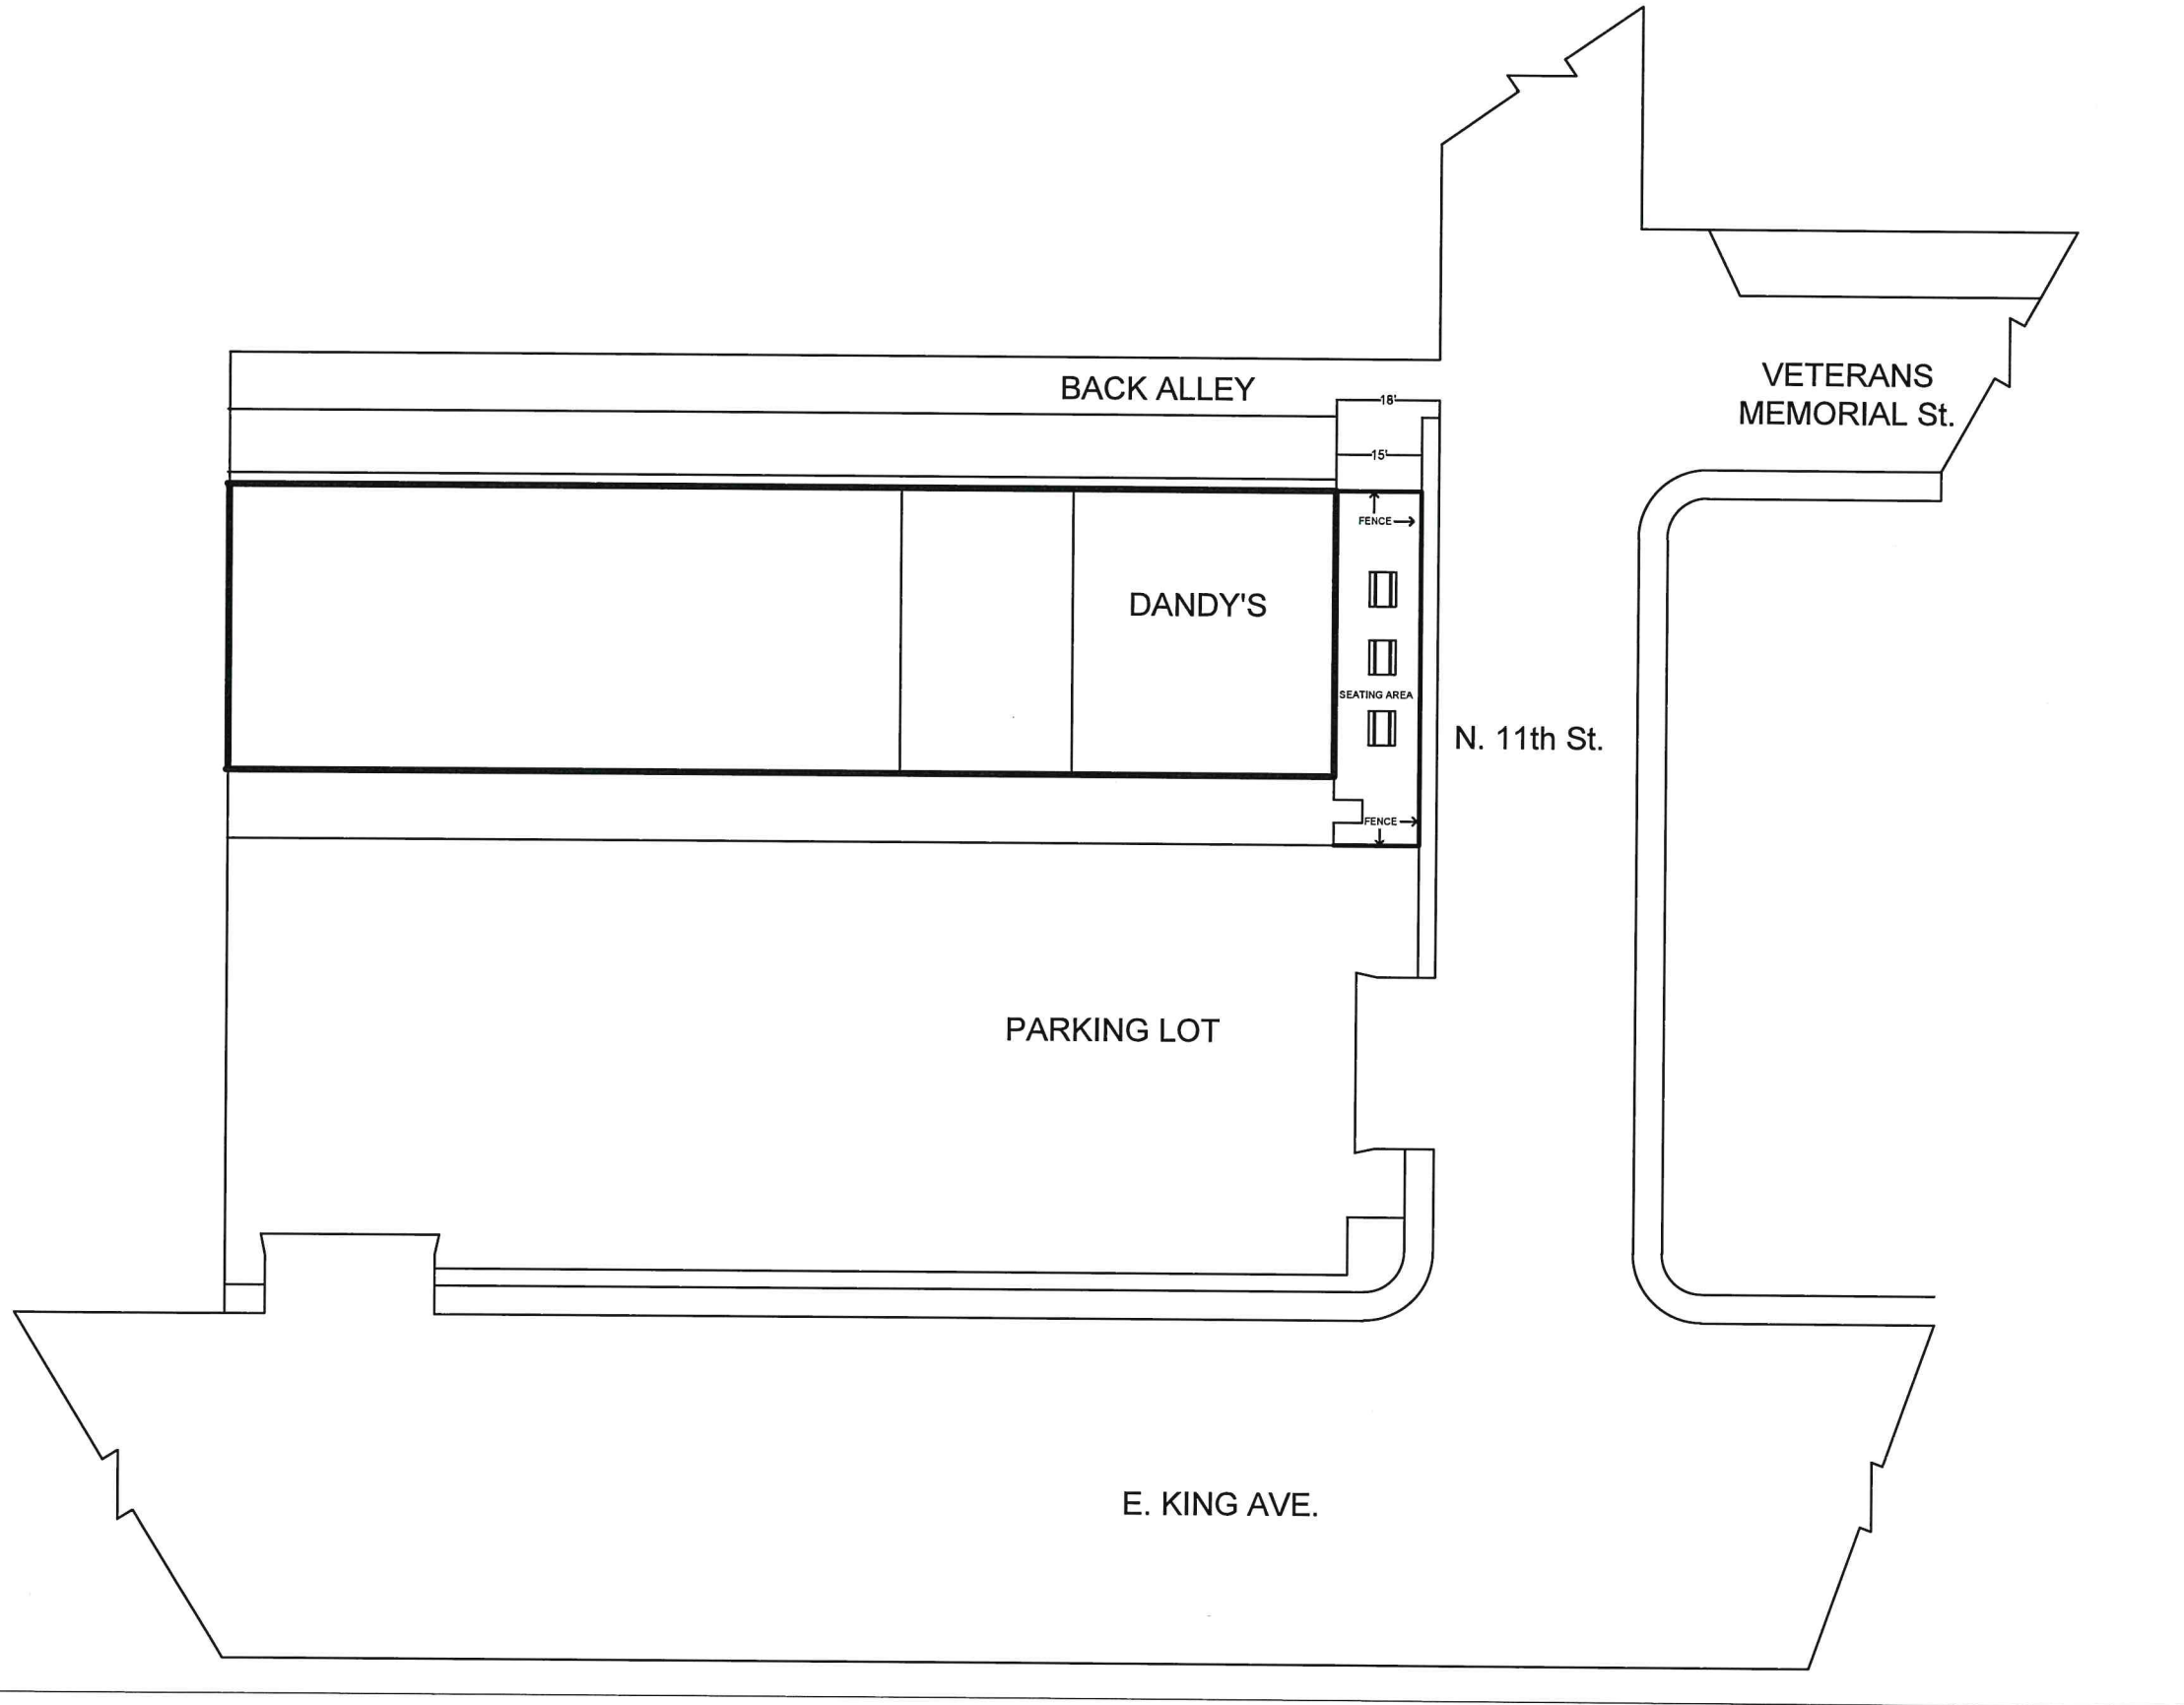 BACK ALLEY
VETERANS
MEMORIAL St.
18'
15'
FENCE
DANDY'S
SEATING AREA
N. 11th St.
FENCE
PARKING LOT
E. KING AVE.